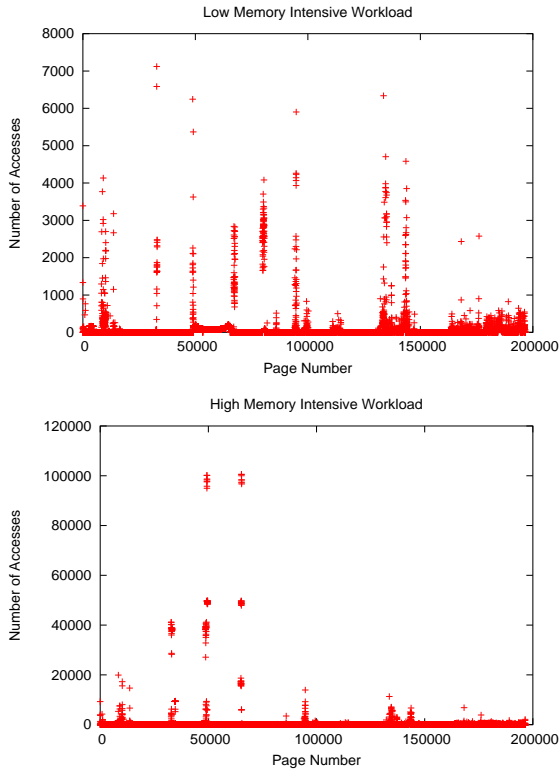 Low Memory Intensive Workload
8000
7000
6000
5000
4000
3000
2000
1000
0
Number of Accesses
0 50000 100000 150000 200000
Page Number
High Memory Intensive Workload
120000
100000
80000
60000
40000
20000
0
Number of Accesses
0 50000 100000 150000 200000
Page Number